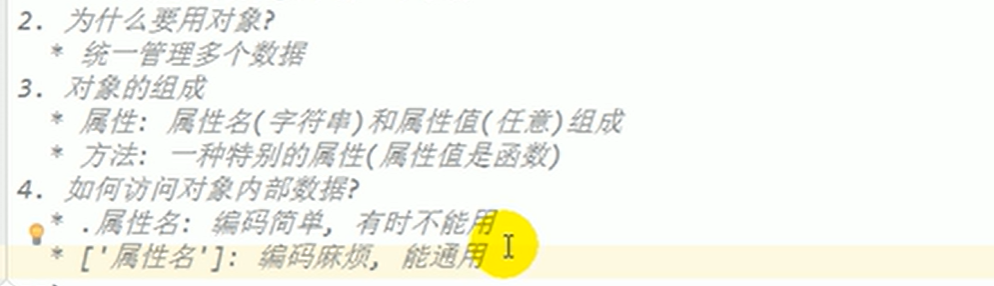 2. 为什么要用对象?
* 统一管理多个数据
3. 对象的组成
* 属性: 属性名(字符串)和属性值(任意)组成
* 方法: 一种特别的属性(属性值是函数)
4. 如何访问对象内部数据?
* .属性名: 编码简单, 有时不能用
* ['属性名']: 编码麻烦, 能通用